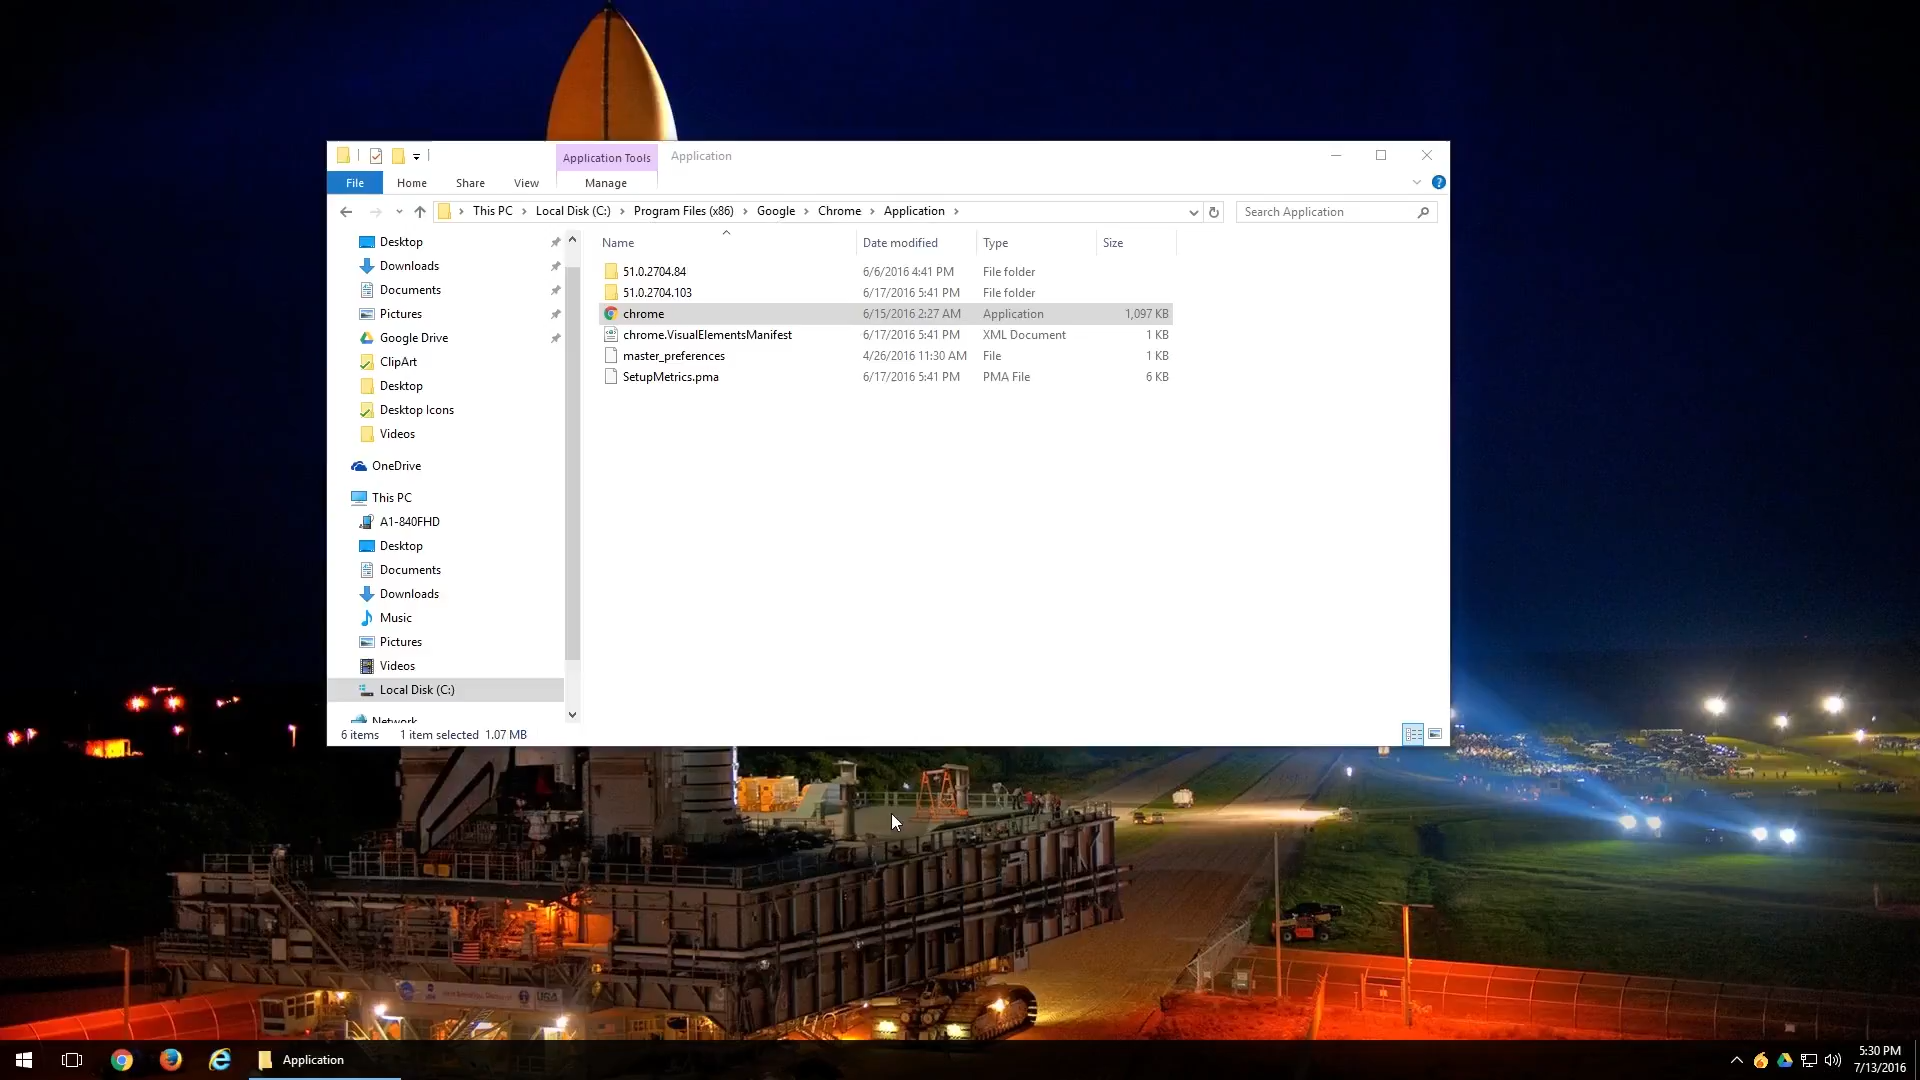 Application Tools Application
File Home Share View Manage
This PC Local Disk (C:) Program Files (x86) Google Chrome Application Search Application
Name Date modified Type Size
51.0.2704.84 6/6/2016 4:41 PM File folder
51.0.2704.103 6/17/2016 5:41 PM File folder
chrome 6/15/2016 2:27 AM Application 1,097 KB
chrome.VisualElementsManifest 6/17/2016 5:41 PM XML Document 1 KB
master_preferences 4/26/2016 11:30 AM File 1 KB
SetupMetrics.pma 6/17/2016 5:41 PM PMA File 6 KB
Desktop
Downloads
Documents
Pictures
Google Drive
ClipArt
Desktop
Desktop Icons
Videos
OneDrive
This PC
A1-840FHD
Desktop
Documents
Downloads
Music
Pictures
Videos
Local Disk (C:)
Network
6 items 1 item selected 1.07 MB
Application
5:30 PM
7/13/2016